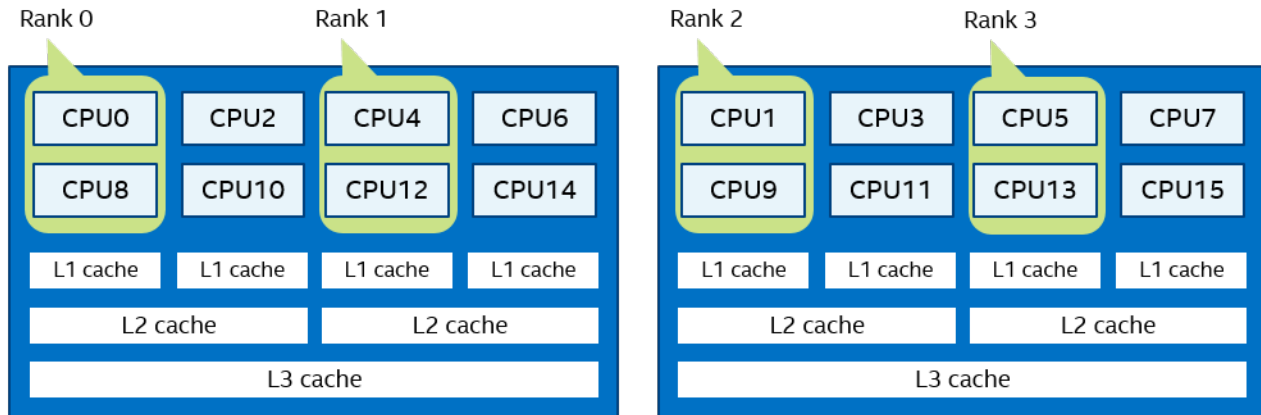 Rank 0 Rank 1 Rank 2 Rank 3
CPU0 CPU2 CPU4 CPU6 CPU1 CPU3 CPU5 CPU7
CPU8 CPU10 CPU12 CPU14 CPU9 CPU11 CPU13 CPU15
L1 cache L1 cache L1 cache L1 cache L1 cache L1 cache L1 cache L1 cache
L2 cache L2 cache L2 cache L2 cache
L3 cache L3 cache